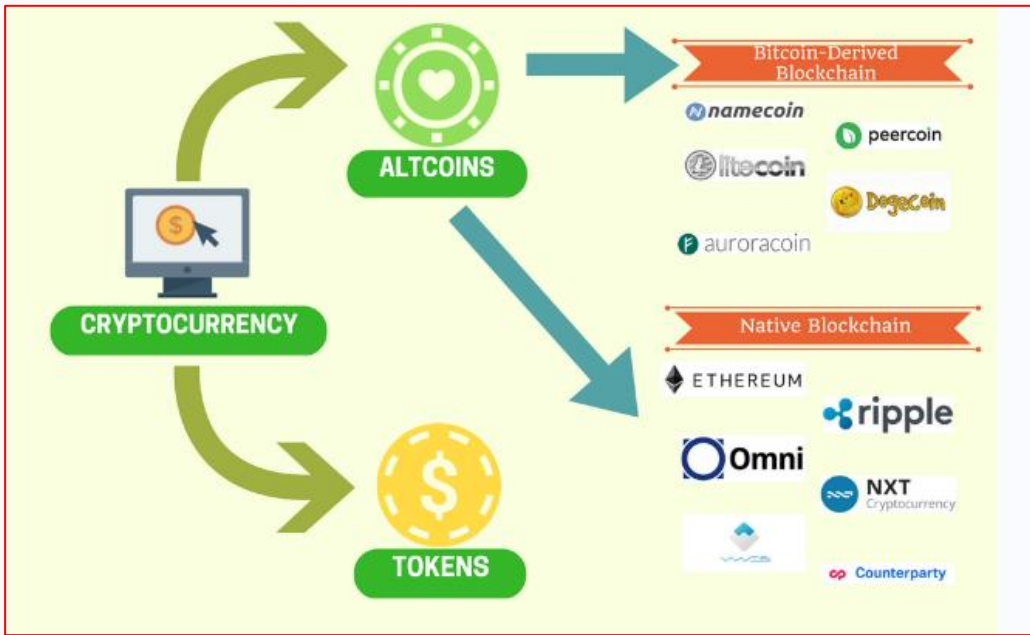 Bitcoin-Derived
Blockchain
namecoin
peercoin
litecoin
DogeCoin
auroracoin
ALTCOINS
$
CRYPTOCURRENCY
Native Blockchain
ETHEREUM
ripple
Omni
NXT
Cryptocurrency
Counterparty
$
TOKENS